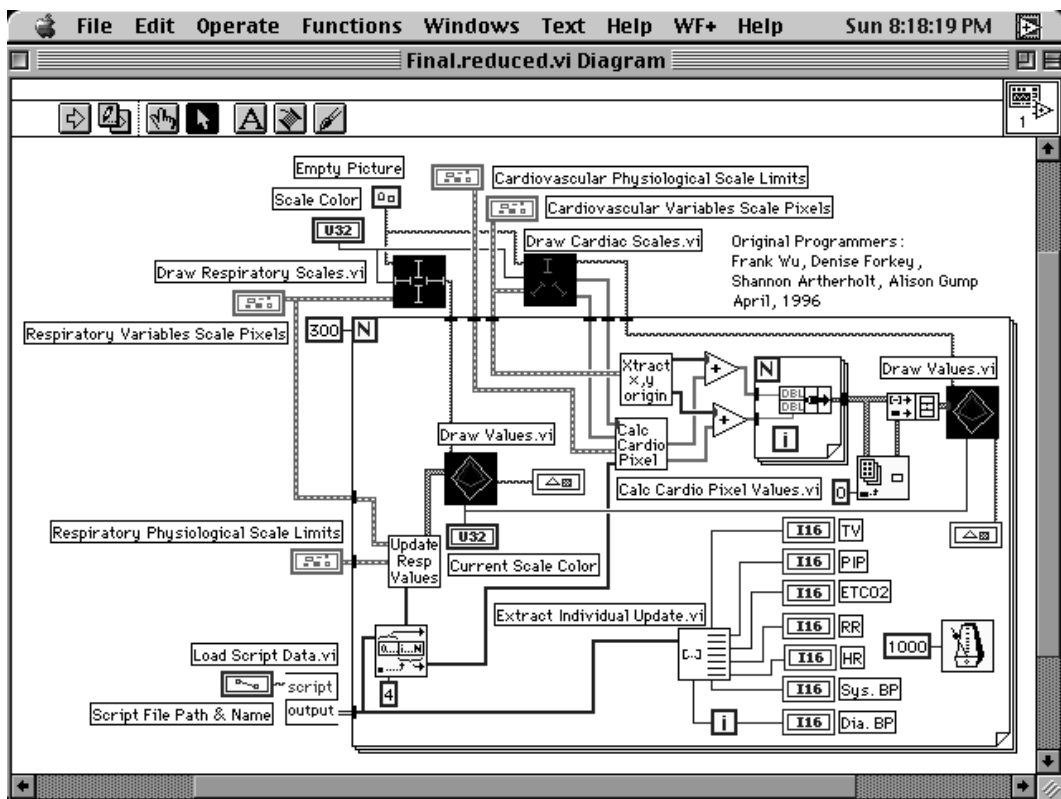 File Edit Operate Functions Windows Text Help WF+ Help Sun 8:18:19 PM
Final.reduced.vi Diagram
A
1
Empty Picture
Cardiovascular Physiological Scale Limits
Scale Color
Cardiovascular Variables Scale Pixels
U32
Draw Cardiac Scales.vi
Original Programmers:
Frank Wu, Denise Forkey,
Shannon Artherholt, Alison Gump
April, 1996
Draw Respiratory Scales.vi
Respiratory Variables Scale Pixels
300
N
Xtract
x,y
origin
+
N
Draw Values.vi
DBL
DBL
+
Calc
Cardio
Pixel
i
Draw Values.vi
Calc Cardio Pixel Values.vi
0
Respiratory Physiological Scale Limits
U32
Update
Resp
Values
Current Scale Color
I16 TV
I16 PIP
I16 ETCO2
Extract Individual Update.vi
I16 RR
I16 HR
1000
Load Script Data.vi
0...i...N
4
script
I16 Sys. BP
Script File Path & Name
output
i
I16 Dia. BP